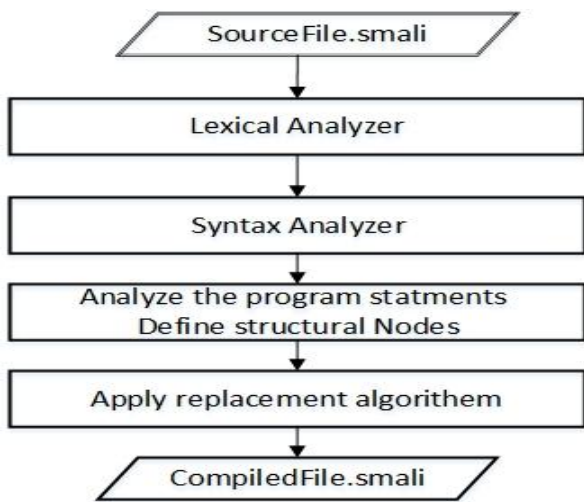 SourceFile.smali
Lexical Analyzer
Syntax Analyzer
Analyze the program statments
Define structural Nodes
Apply replacement algorithem
CompiledFile.smali